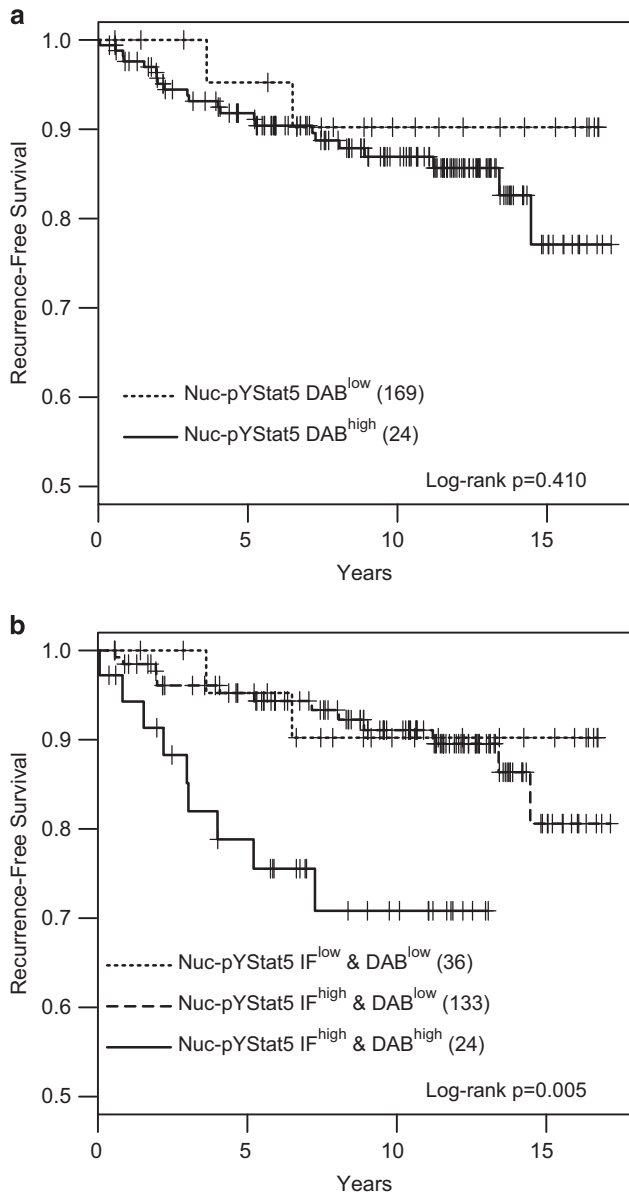 a
1.0
0.9
0.8
0.7
0.6
0.5
Recurrence-Free Survival
Nuc-pYStat5 DAB^low (169)
Nuc-pYStat5 DAB^high (24)
Log-rank p=0.410
0 5 10 15
Years
b
1.0
0.9
0.8
0.7
0.6
0.5
Recurrence-Free Survival
Nuc-pYStat5 IF^low & DAB^low (36)
Nuc-pYStat5 IF^high & DAB^low (133)
Nuc-pYStat5 IF^high & DAB^high (24)
Log-rank p=0.005
0 5 10 15
Years